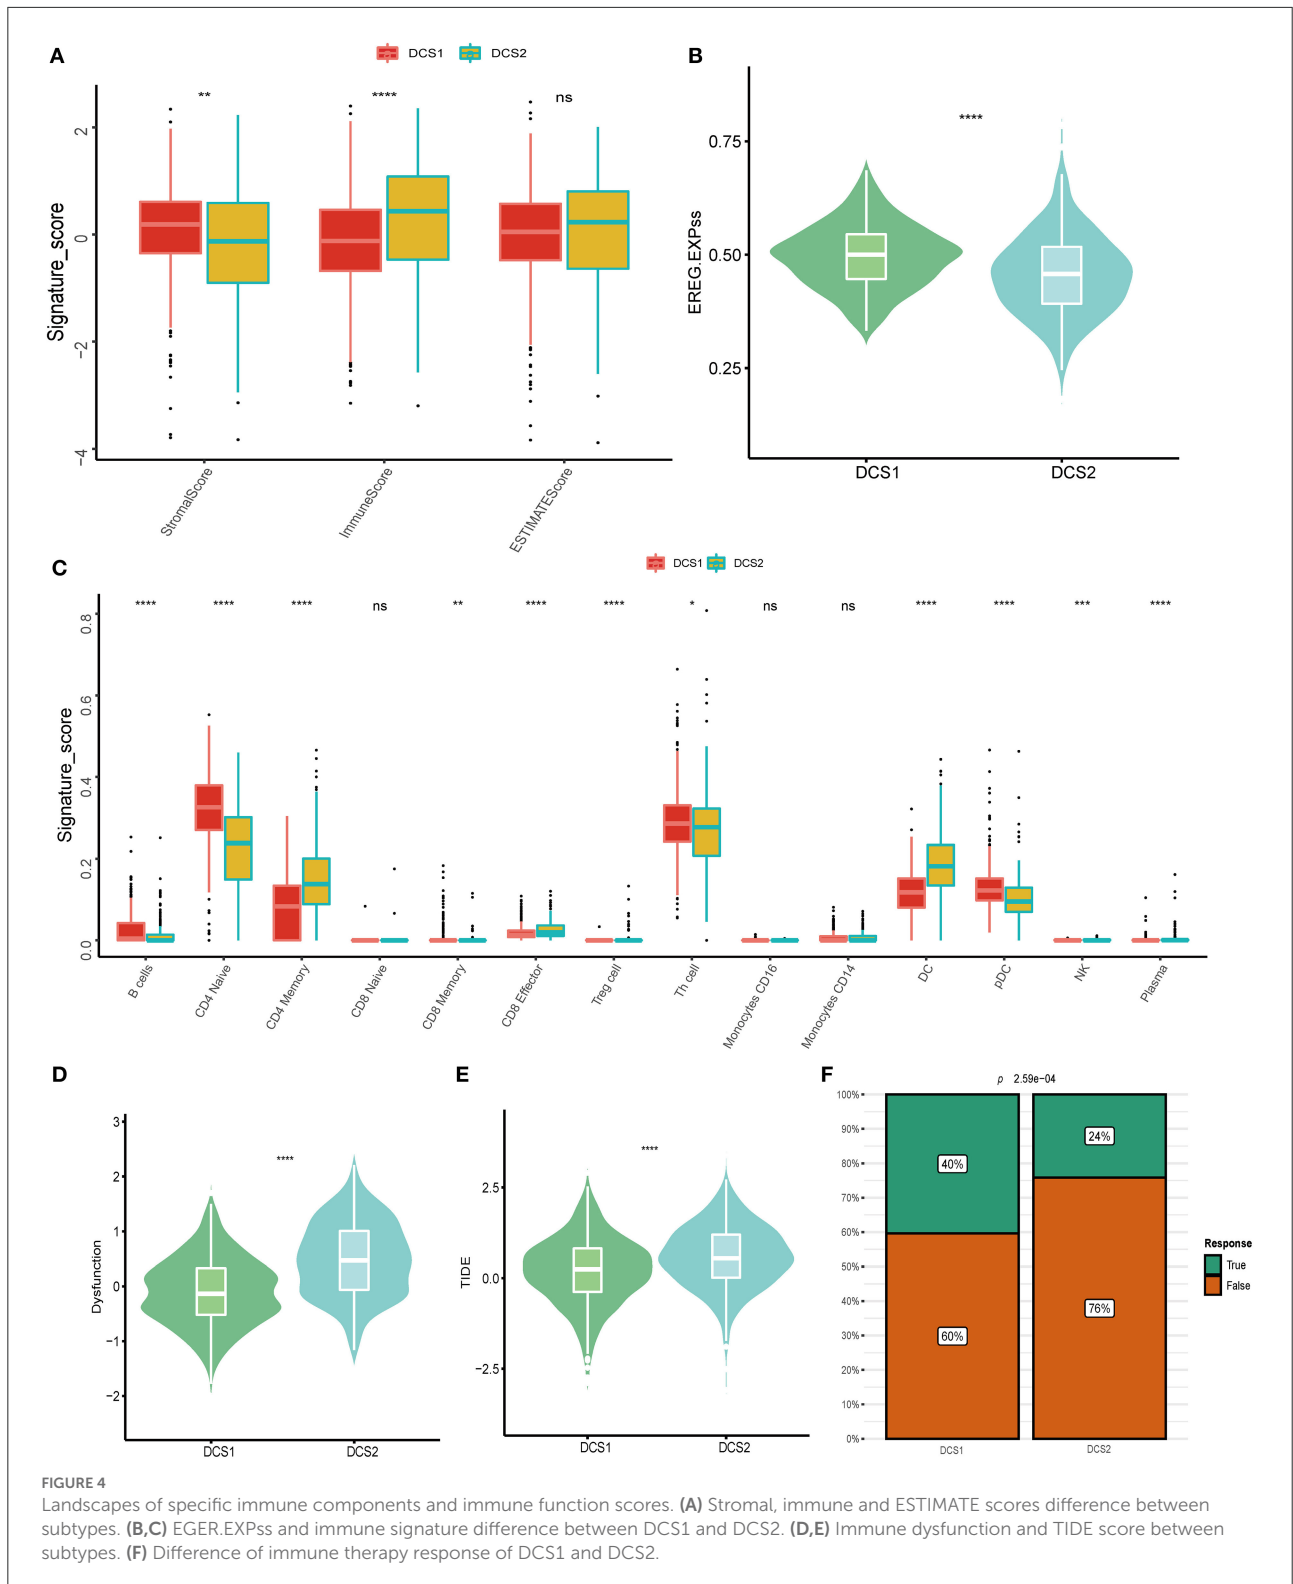 A
DCS1 DCS2
Signature_score
2
0
−2
−4
** **** ns
StromalScore
ImmuneScore
ESTIMATEScore
B
EREG.EXPss
0.75
0.50
0.25
****
DCS1 DCS2
C
DCS1 DCS2
Signature_score
0.8
0.6
0.4
0.2
0.0
**** **** **** ns ** **** **** * ns ns **** **** *** ****
B cells
CD4 Naive
CD4 Memory
CD8 Naive
CD8 Memory
CD8 Effector
Treg cell
Th cell
Monocytes CD16
Monocytes CD14
DC
pDC
NK
Plasma
D
Dysfunction
3
2
1
0
−1
−2
****
DCS1 DCS2
E
TIDE
2.5
0.0
−2.5
****
DCS1 DCS2
F
p 2.59e−04
100%
90%
80%
70%
60%
50%
40%
30%
20%
10%
0%
40%
60%
24%
76%
DCS1 DCS2
Response
True
False
FIGURE 4
Landscapes of specific immune components and immune function scores. (A) Stromal, immune and ESTIMATE scores difference between
subtypes. (B,C) EGER.EXPss and immune signature difference between DCS1 and DCS2. (D,E) Immune dysfunction and TIDE score between
subtypes. (F) Difference of immune therapy response of DCS1 and DCS2.